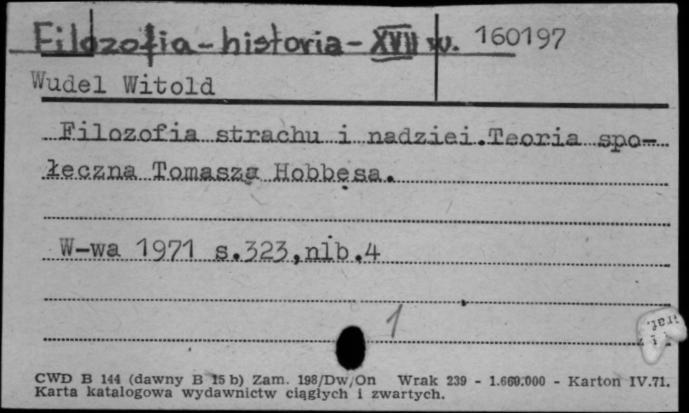 Filozofia - historia - XVII w. 160197
Wudel Witold
Filozofia strachu i nadziei.Teoria spo-
łeczna Tomasza Hobbesa.
W-wa 1971 s.323,nlb.4
1
CWD B 144 (dawny B 15 b) Zam. 198/Dw/On Wrak 239 - 1.660.000 - Karton IV.71.
Karta katalogowa wydawnictw ciągłych i zwartych.